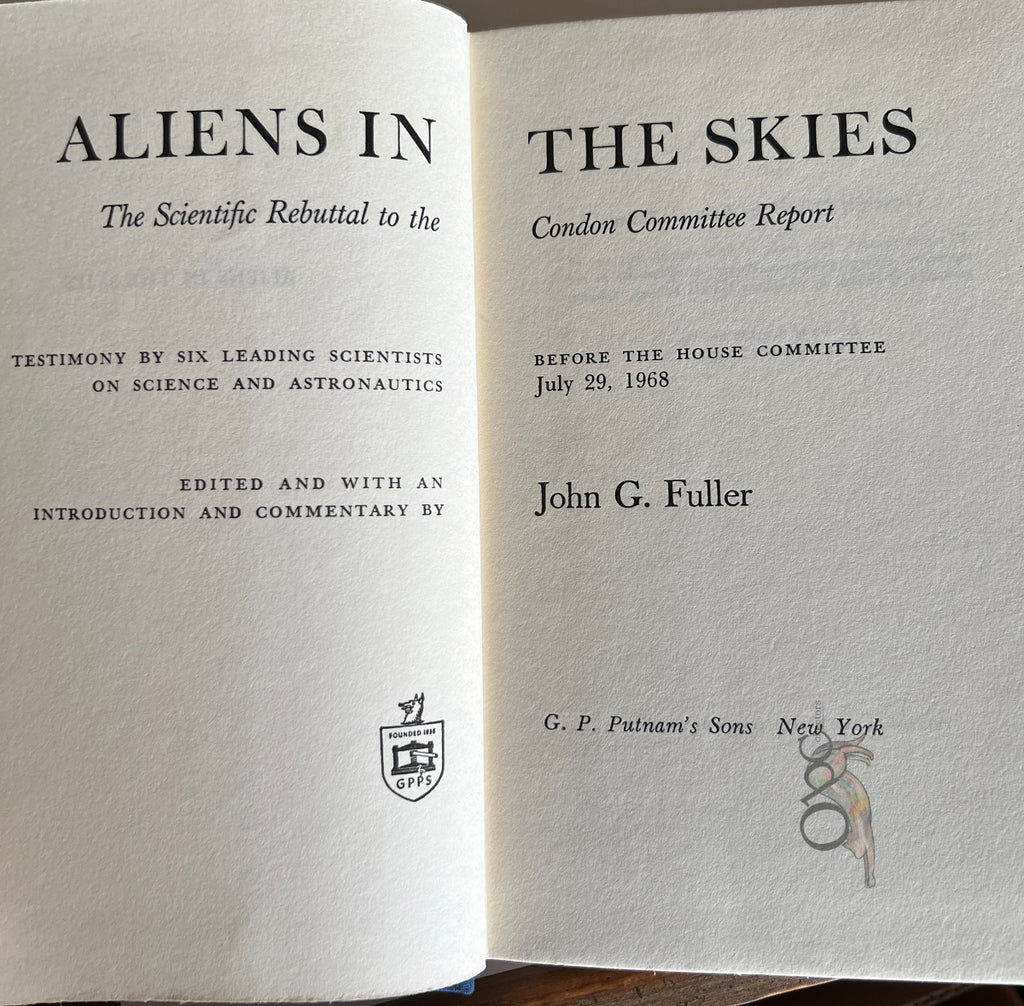 ALIENS IN THE SKIES
The Scientific Rebuttal to the Condon Committee Report
TESTIMONY BY SIX LEADING SCIENTISTS BEFORE THE HOUSE COMMITTEE
ON SCIENCE AND ASTRONAUTICS July 29, 1968
EDITED AND WITH AN
INTRODUCTION AND COMMENTARY BY John G. Fuller
FOUNDED 1838
GPPS
G. P. Putnam's Sons New York